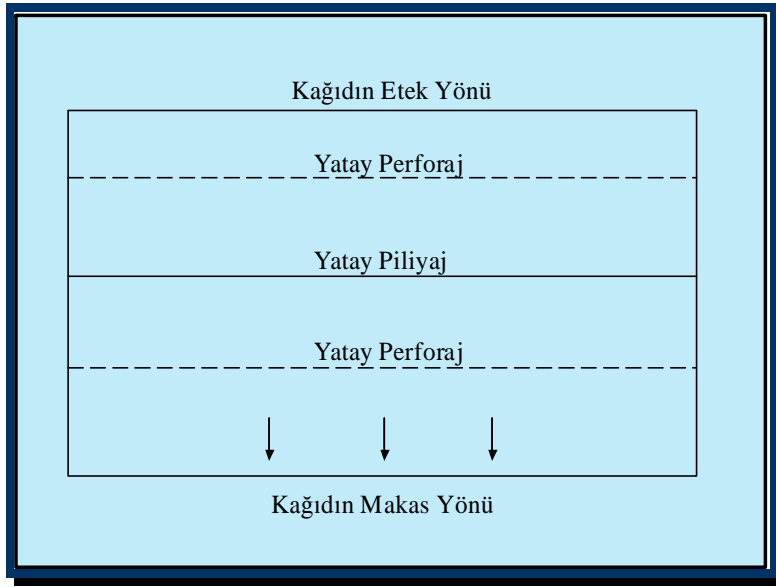 Kağıdın Etek Yönü
Yatay Perforaj
Yatay Piliyaj
Yatay Perforaj
Kağıdın Makas Yönü